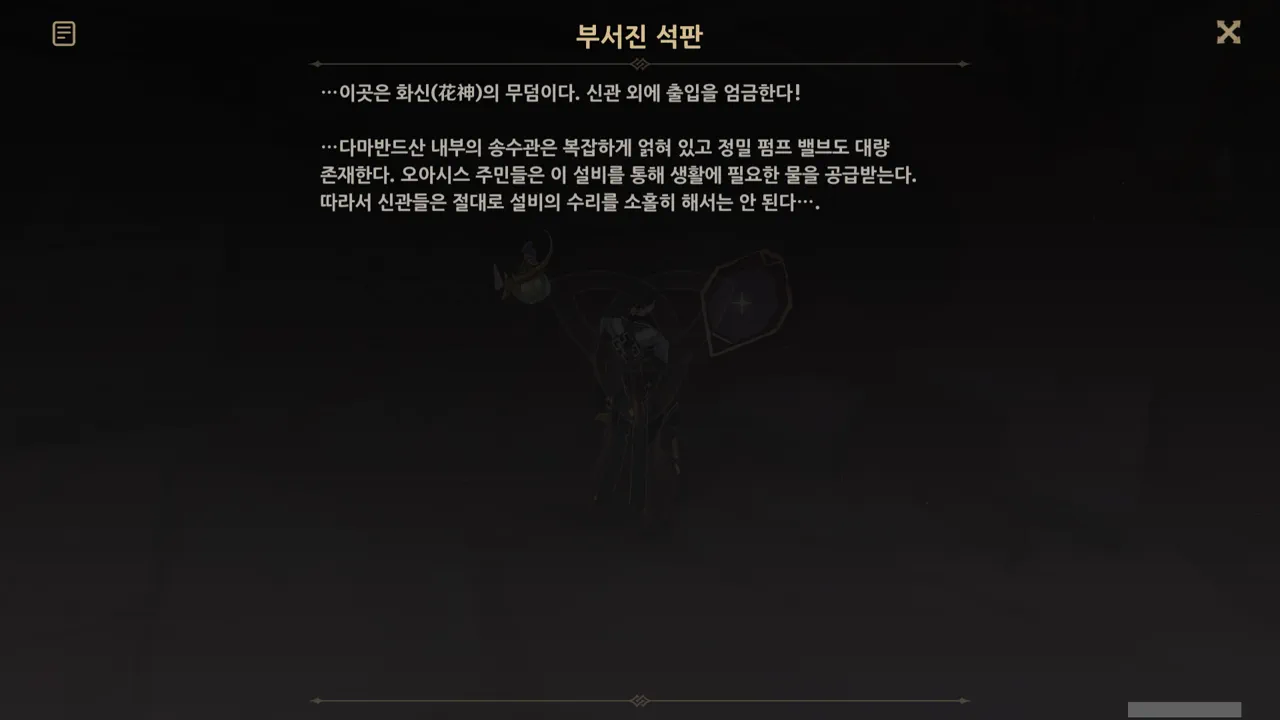 부서진 석판
…이곳은 화신(花神)의 무덤이다. 신관 외에 출입을 엄금한다!
…다마반드산 내부의 송수관은 복잡하게 얽혀 있고 정밀 펌프 밸브도 대량
존재한다. 오아시스 주민들은 이 설비를 통해 생활에 필요한 물을 공급받는다.
따라서 신관들은 절대로 설비의 수리를 소홀히 해서는 안 된다….